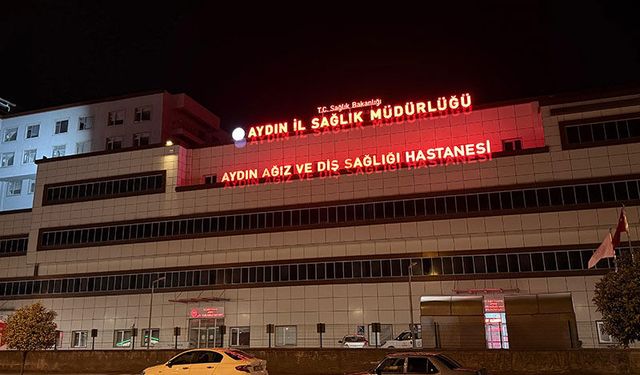 T.C. Sağlık Bakanlığı
AYDIN İL SAĞLIK MÜDÜRLÜĞÜ
AYDIN AĞIZ VE DİŞ SAĞLIĞI HASTANESİ